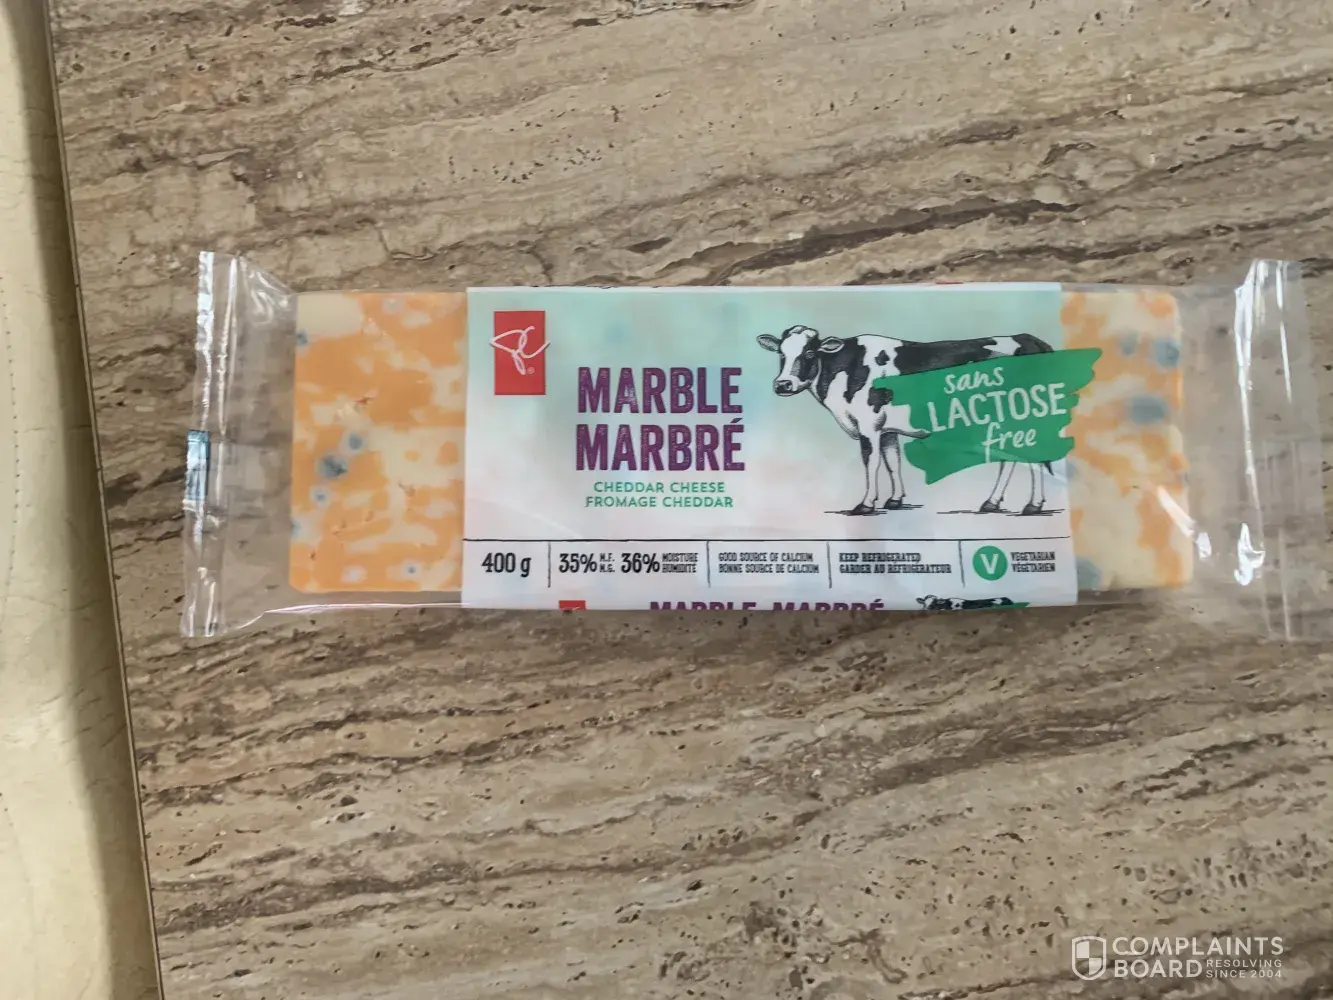 MARBLE
MARBRÉ
CHEDDAR CHEESE
FROMAGE CHEDDAR
sans
LACTOSE
free
400 g
35% M.F. M.G.
36% MOISTURE HUMIDITÉ
GOOD SOURCE OF CALCIUM
BONNE SOURCE DE CALCIUM
KEEP REFRIGERATED
GARDER AU RÉFRIGÉRATEUR
V
VEGETARIAN
VÉGÉTARIEN
MARBLE MARBRÉ
COMPLAINTS
BOARD RESOLVING
SINCE 2004